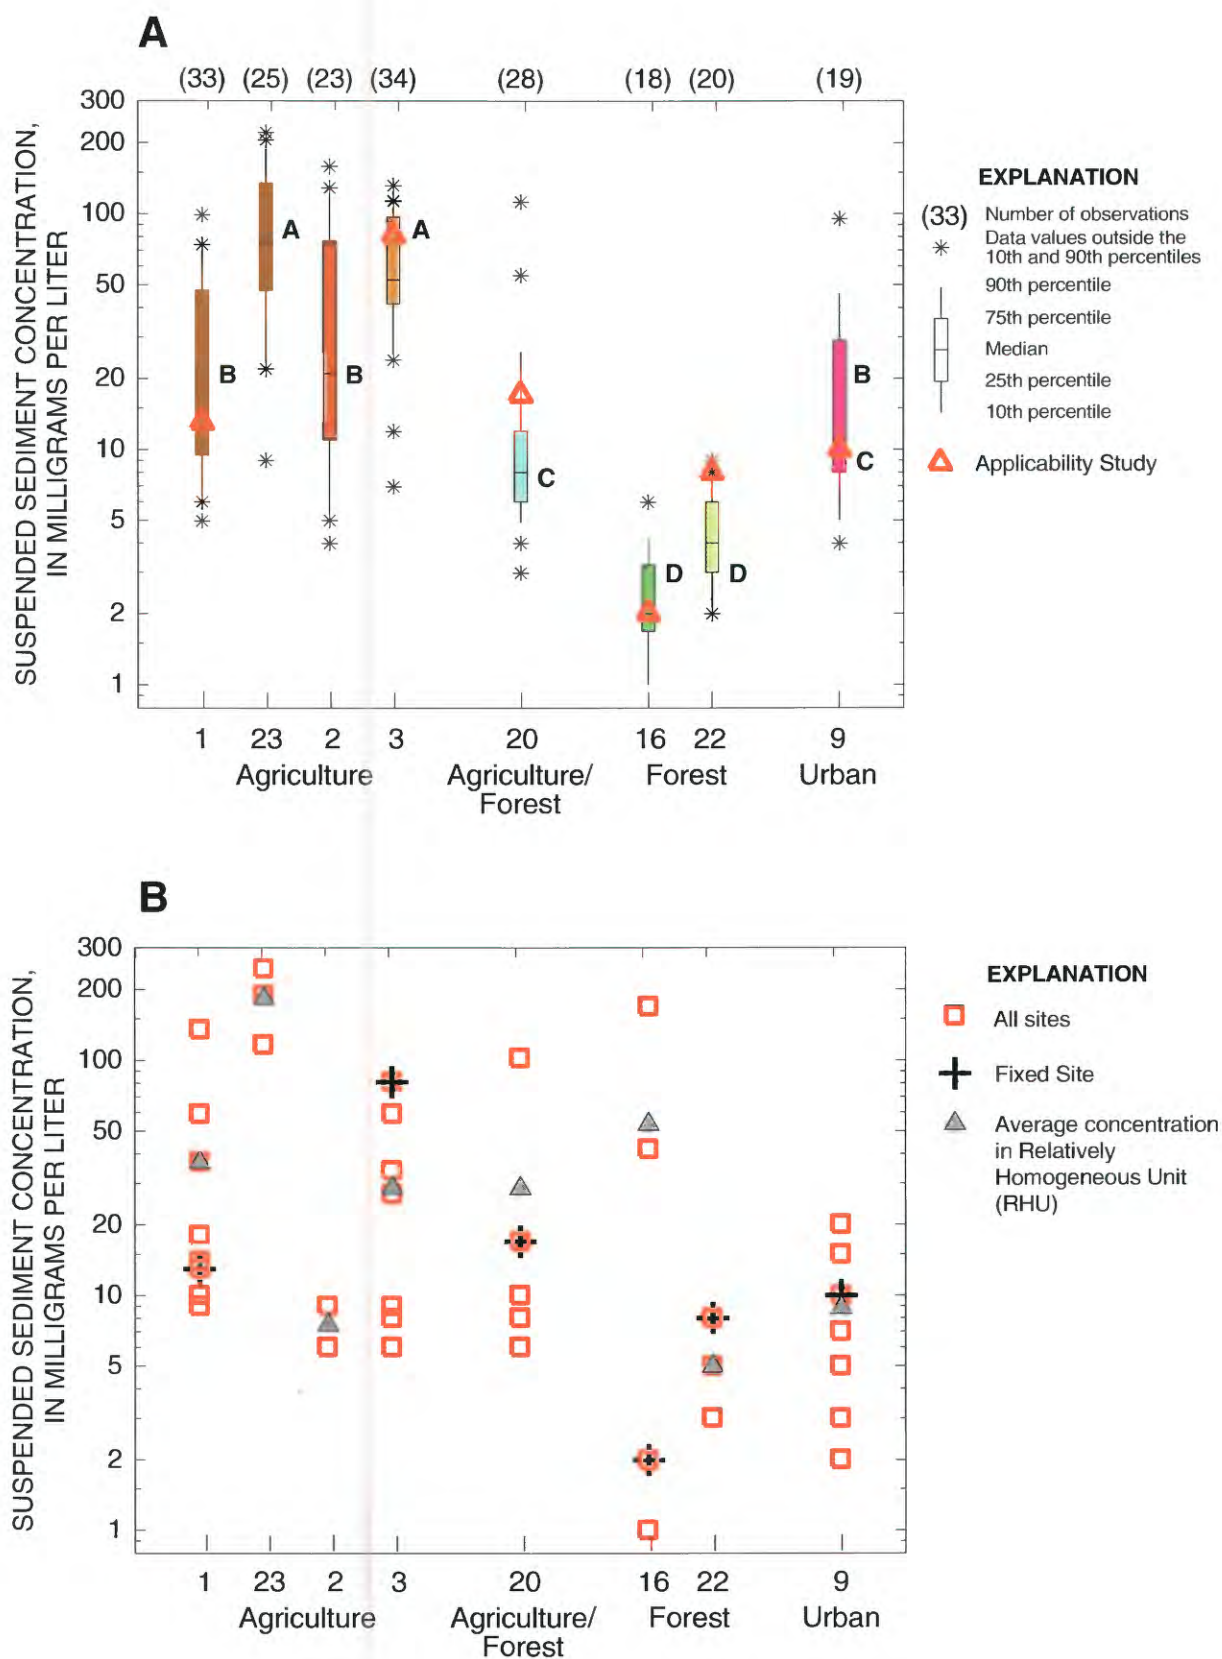 A
(33) (25) (23) (34) (28) (18) (20) (19)
SUSPENDED SEDIMENT CONCENTRATION,
IN MILLIGRAMS PER LITER
300
200
100
50
20
10
5
2
1
A
A
B
B
B
C
C
D
D
1 23 2 3 20 16 22 9
Agriculture Agriculture/ Forest Urban
Forest
EXPLANATION
(33) Number of observations
Data values outside the
10th and 90th percentiles
90th percentile
75th percentile
Median
25th percentile
10th percentile
Applicability Study
B
SUSPENDED SEDIMENT CONCENTRATION,
IN MILLIGRAMS PER LITER
300
200
100
50
20
10
5
2
1
1 23 2 3 20 16 22 9
Agriculture Agriculture/ Forest Urban
Forest
EXPLANATION
All sites
Fixed Site
Average concentration
in Relatively
Homogeneous Unit
(RHU)